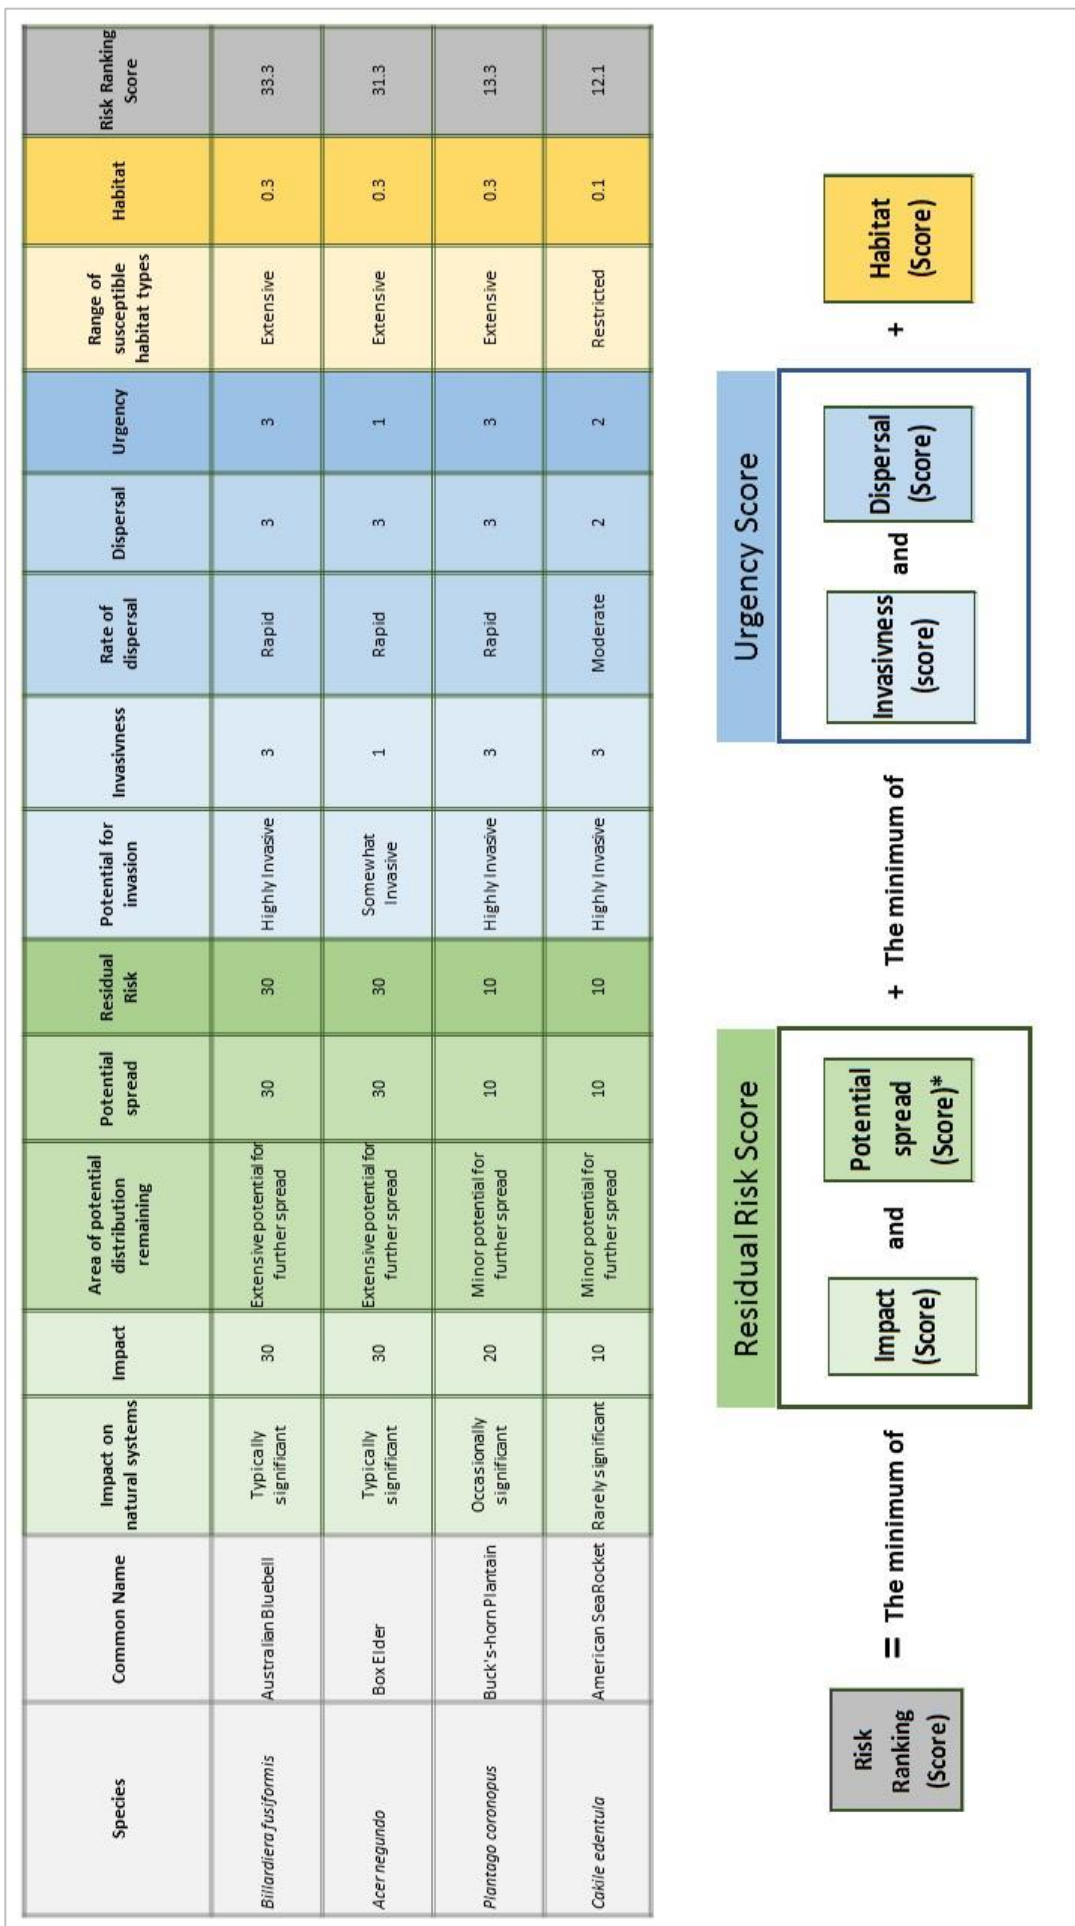 Species
Common Name
Impact on
natural systems
Impact
Area of potential
distribution
remaining
Potential
spread
Residual
Risk
Potential for
invasion
Invasivness
Rate of
dispersal
Dispersal
Urgency
Range of
susceptible
habitat types
Habitat
Risk Ranking
Score
Billardiera fusiformis
Australian Bluebell
Typically
significant
30
Extensive potential for
further spread
30
30
Highly Invasive
3
Rapid
3
3
Extensive
0.3
33.3
Acer negundo
Box Elder
Typically
significant
30
Extensive potential for
further spread
30
30
Somewhat
Invasive
1
Rapid
3
1
Extensive
0.3
31.3
Plantago coronopus
Buck's-horn Plantain
Occasionally
significant
20
Minor potential for
further spread
10
10
Highly Invasive
3
Rapid
3
3
Extensive
0.3
13.3
Cakile edentula
American Sea Rocket
Rarely significant
10
Minor potential for
further spread
10
10
Highly Invasive
3
Moderate
2
2
Restricted
0.1
12.1
Residual Risk Score
Urgency Score
Risk
Ranking
(Score)
= The minimum of
Impact
(Score)
and
Potential
spread
(Score)*
+ The minimum of
Invasivness
(score)
and
Dispersal
(Score)
+
Habitat
(Score)